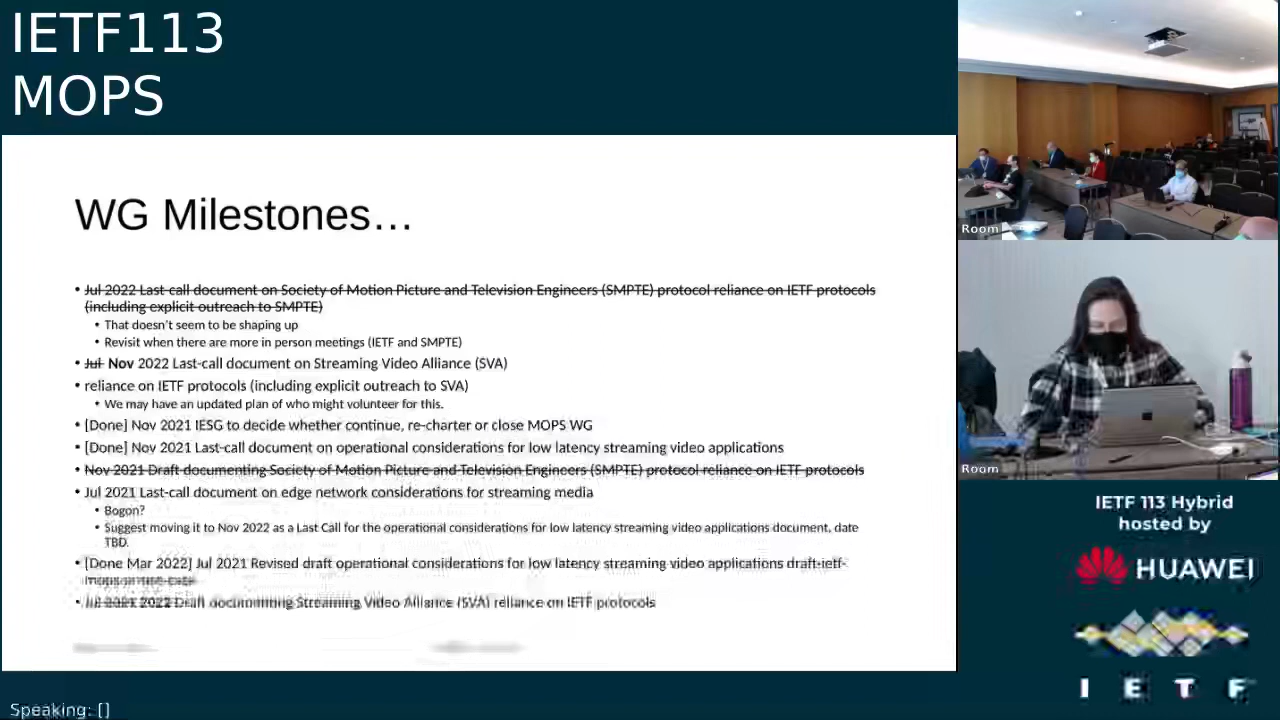 IETF113
MOPS
WG Milestones…
• Jul 2022 Last-call document on Society of Motion Picture and Television Engineers (SMPTE) protocol reliance on IETF protocols
(including explicit outreach to SMPTE)
• That doesn't seem to be shaping up
• Revisit when there are more in person meetings (IETF and SMPTE)
• Jul Nov 2022 Last-call document on Streaming Video Alliance (SVA)
• reliance on IETF protocols (including explicit outreach to SVA)
• We may have an updated plan of who might volunteer for this.
• [Done] Nov 2021 IESG to decide whether continue, re-charter or close MOPS WG
• [Done] Nov 2021 Last-call document on operational considerations for low latency streaming video applications
• Nov 2021 Draft documenting Society of Motion Picture and Television Engineers (SMPTE) protocol reliance on IETF protocols
• Jul 2021 Last-call document on edge network considerations for streaming media
• Bogon?
• Suggest moving it to Nov 2022 as a Last Call for the operational considerations for low latency streaming video applications document, date
TBD.
• [Done Mar 2022] Jul 2021 Revised draft operational considerations for low latency streaming video applications draft-ietf-
• Jul 2021 2022 Draft documenting Streaming Video Alliance (SVA) reliance on IETF protocols
Speaking: []
Room
Room
IETF 113 Hybrid
hosted by
HUAWEI
I E T F